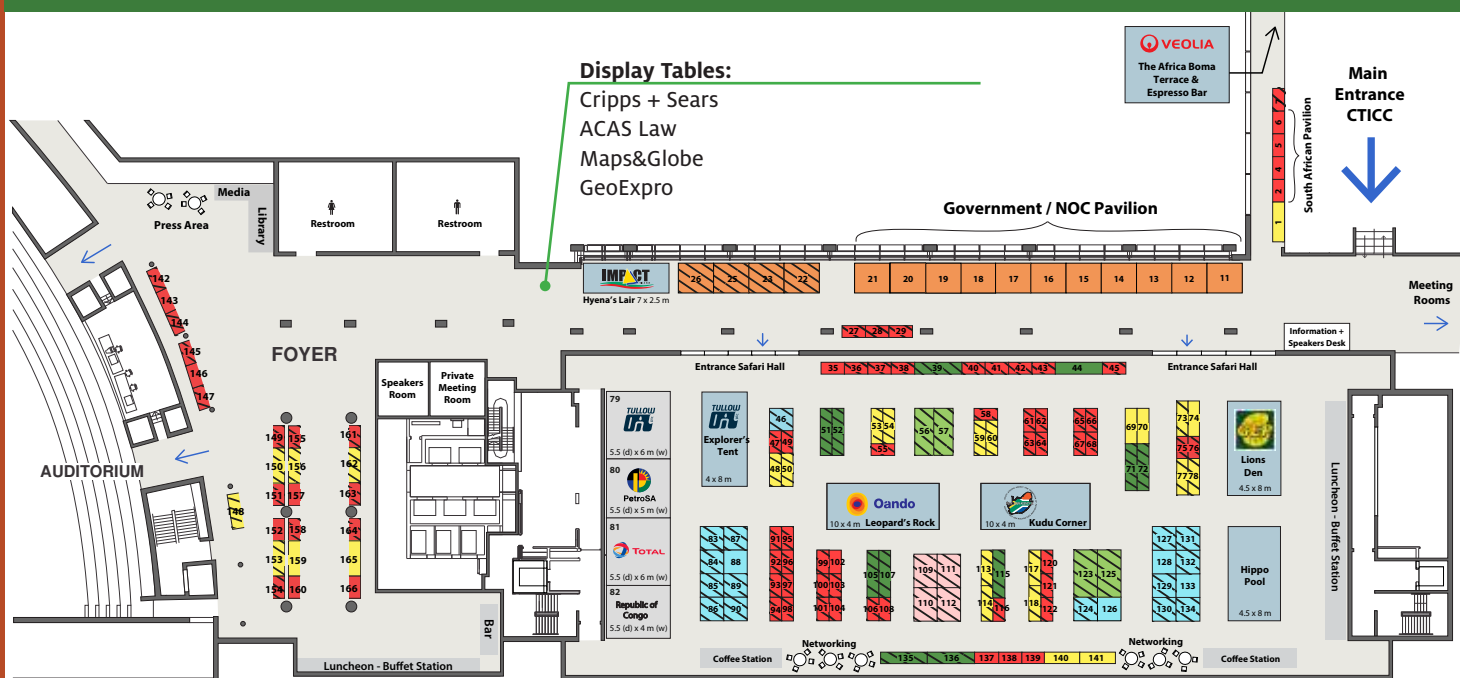 VEOLIA
The Africa Boma
Terrace &
Espresso Bar
Main
Entrance
CTICC
South African Pavilion
6
5
4
2
1
Display Tables:
Cripps + Sears
ACAS Law
Maps&Globe
GeoExpro
Government / NOC Pavilion
Media
Library
Press Area
Restroom
Restroom
IMPACT
Hyena's Lair 7 x 2.5 m
26 25 23 22
21 20 19 18 17 16 15 14 13 12 11
Meeting
Rooms
Information +
Speakers Desk
27 28 29
Entrance Safari Hall
Entrance Safari Hall
35 36 37 38 39 40 41 42 43 44 45
142
143
144
145
146
147
148
FOYER
AUDITORIUM
Speakers
Room
Private
Meeting
Room
149 155
150 156
151 157
152 158
153 159
154 160
161
162
163
164
165
166
79
TULLOW
Oil
5.5 (d) x 6 m (w)
80
PetroSA
5.5 (d) x 5 m (w)
81
TOTAL
5.5 (d) x 6 m (w)
82
Republic of
Congo
5.5 (d) x 4 m (w)
TULLOW
Oil
Explorer's
Tent
4 x 8 m
46
47 49
48 50
51 52
53 54
55
56 57
58
59 60
61 62
63 64
65 66
67 68
69 70
71 72
73 74
75 76
77 78
Lions
Den
4.5 x 8 m
Oando
10 x 4 m Leopard's Rock
10 x 4 m Kudu Corner
83 87
84 88
85 89
86 90
91 95
92 96
93 97
94 98
99 102
100 103
101 104
105 107
106 108
109 111
110 112
113 115
114 116
117 120
121
118 122
123 125
124 126
127 131
128 132
129 133
130 134
Hippo
Pool
4.5 x 8 m
Luncheon - Buffet Station
Bar
Luncheon - Buffet Station
Coffee Station
Networking
135 136 137 138 139 140 141
Networking
Coffee Station